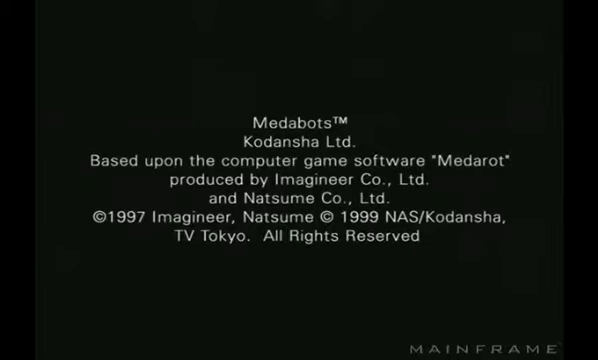 Medabots™
Kodansha Ltd.
Based upon the computer game software "Medarot"
produced by Imagineer Co., Ltd.
and Natsume Co., Ltd.
©1997 Imagineer, Natsume © 1999 NAS/Kodansha,
TV Tokyo. All Rights Reserved
MAINFRAME